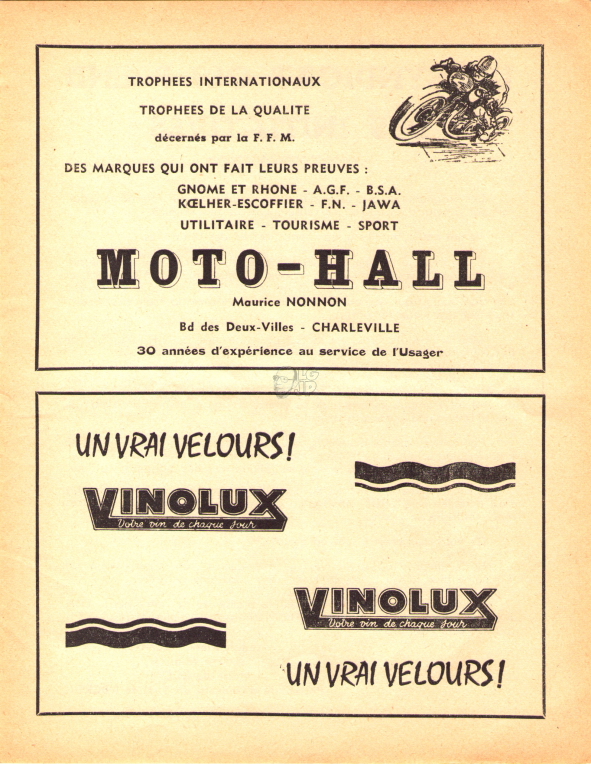 TROPHEES INTERNATIONAUX
TROPHEES DE LA QUALITE
décernés par la F. F. M.
DES MARQUES QUI ONT FAIT LEURS PREUVES :
GNOME ET RHONE - A.G.F. - B.S.A.
KŒLHER-ESCOFFIER - F.N. - JAWA
UTILITAIRE - TOURISME - SPORT
MOTO-HALL
Maurice NONNON
Bd des Deux-Villes - CHARLEVILLE
30 années d'expérience au service de l'Usager
UN VRAI VELOURS!
VINOLUX
Votre vin de chaque jour
VINOLUX
Votre vin de chaque jour
UN VRAI VELOURS!